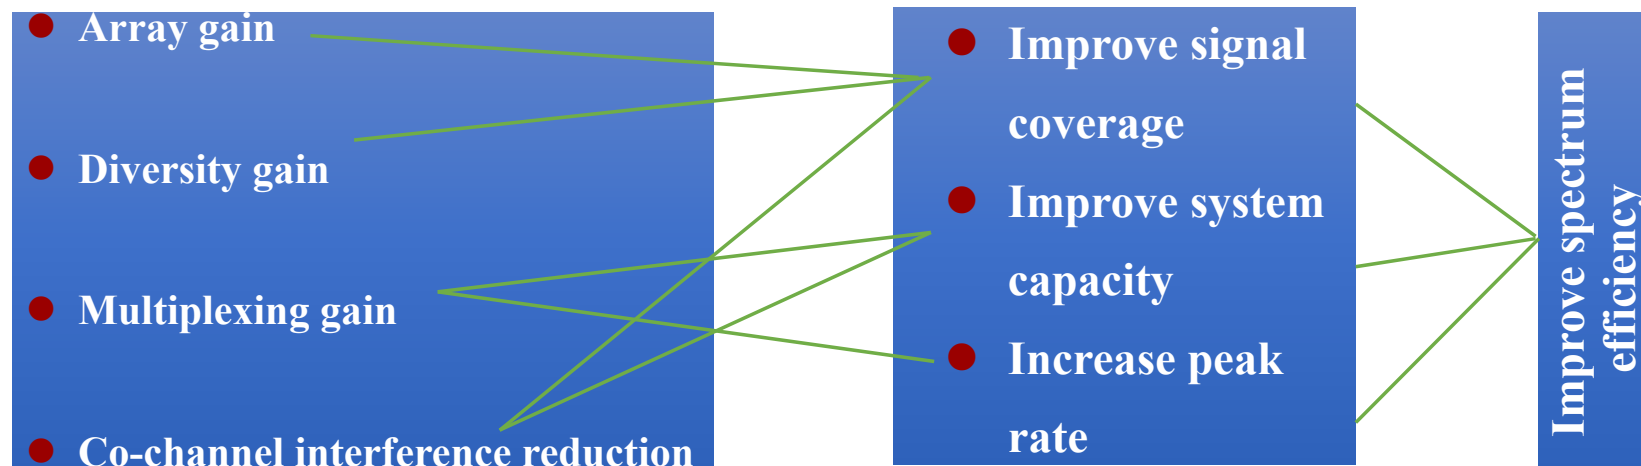 Array gain
Diversity gain
Multiplexing gain
Co-channel interference reduction
Improve signal
coverage
Improve system
capacity
Increase peak
rate
Improve spectrum
efficiency